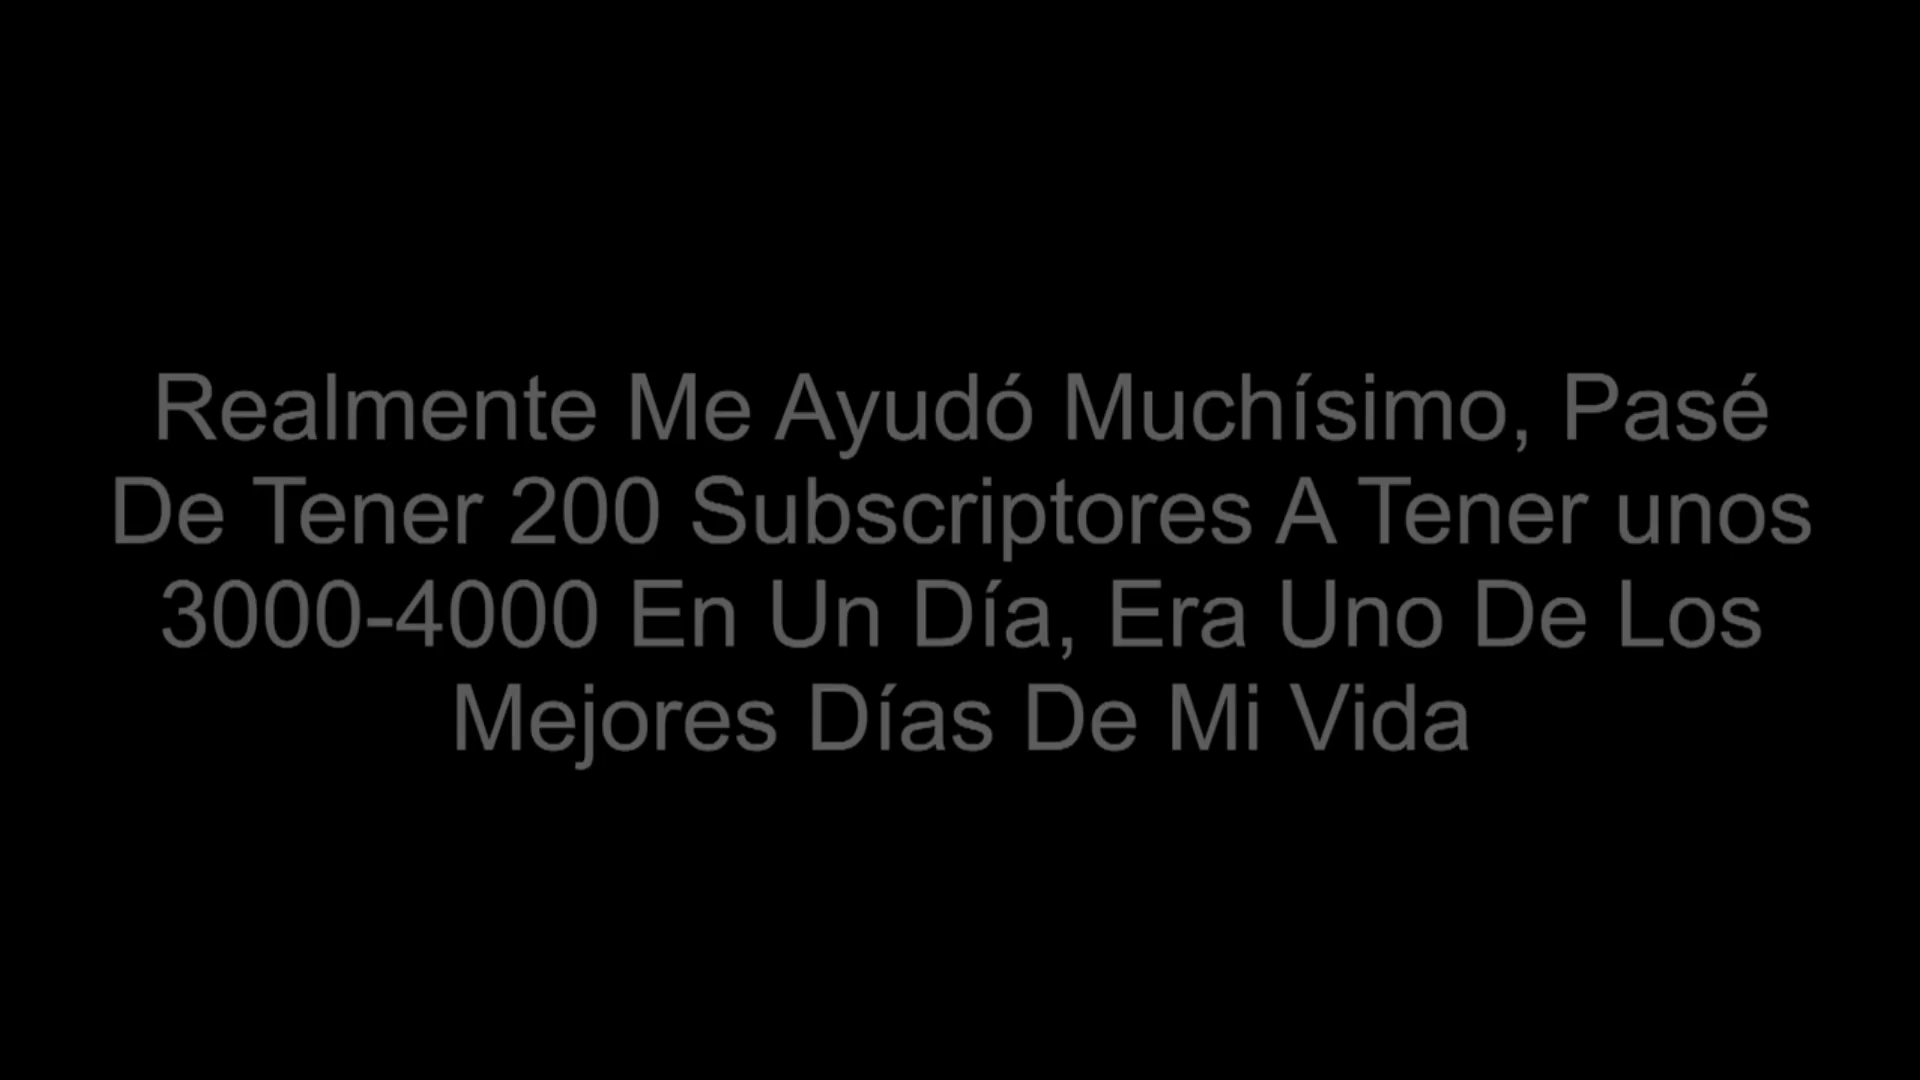 Realmente Me Ayudó Muchísimo, Pasé
De Tener 200 Subscriptores A Tener unos
3000-4000 En Un Día, Era Uno De Los
Mejores Días De Mi Vida